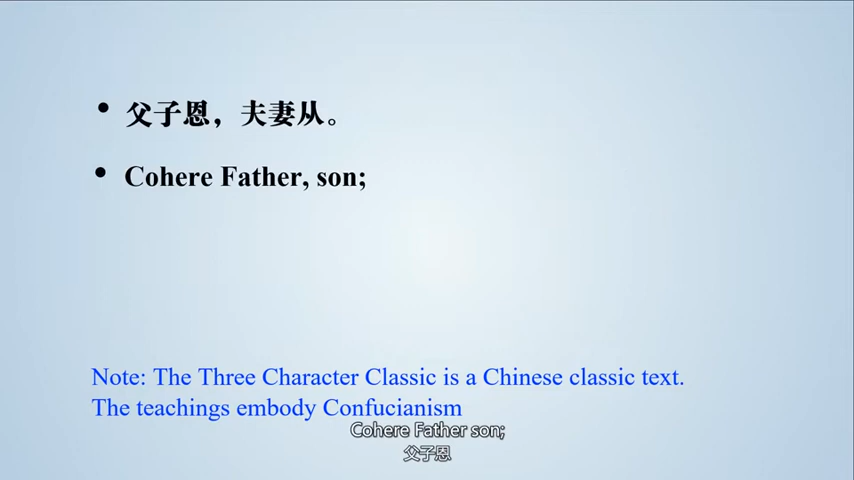 • 父子恩，夫妻从。
• Cohere Father, son;
Note: The Three Character Classic is a Chinese classic text.
The teachings embody Confucianism
Cohere Father son;
父子恩